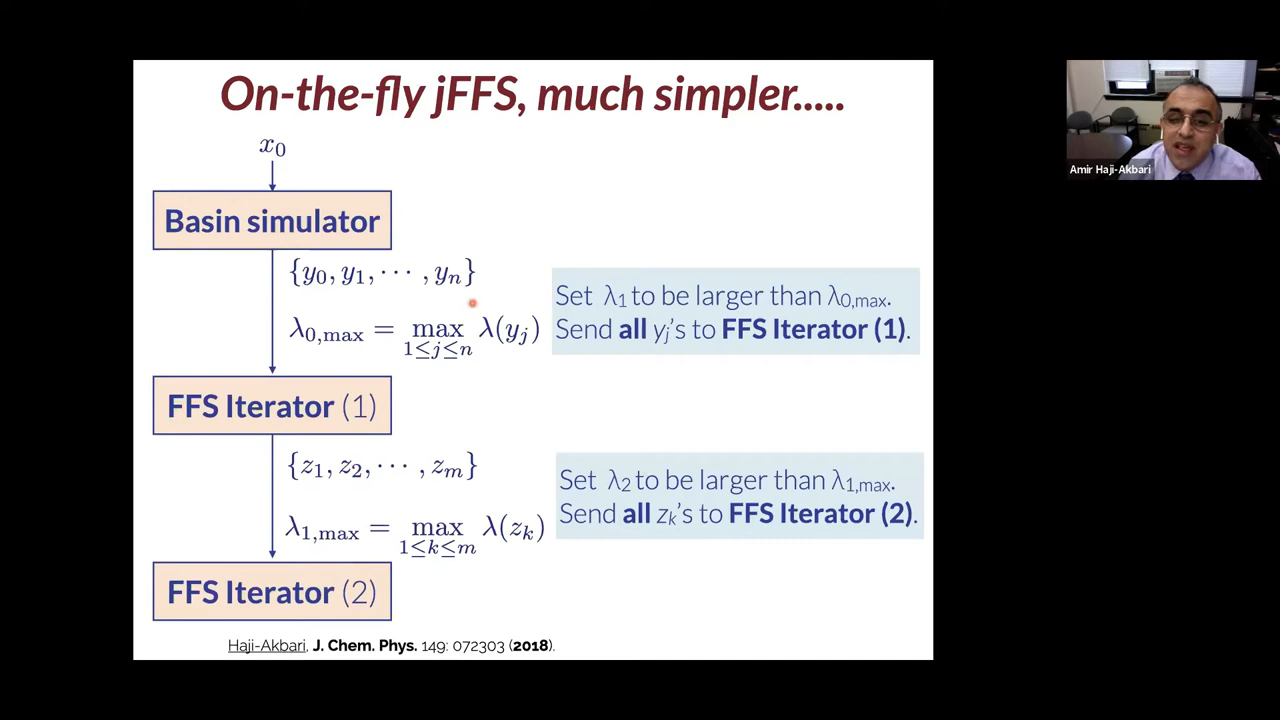 On-the-fly jFFS, much simpler.....
x₀
Basin simulator
{y₀, y₁, ⋯ , yₙ}
λ₀,max = max λ(yⱼ)
1≤j≤n
Set λ₁ to be larger than λ₀,max.
Send all yⱼ's to FFS Iterator (1).
FFS Iterator (1)
{z₁, z₂, ⋯ , zₘ}
λ₁,max = max λ(zₖ)
1≤k≤m
Set λ₂ to be larger than λ₁,max.
Send all zₖ's to FFS Iterator (2).
FFS Iterator (2)
Haji-Akbari, J. Chem. Phys. 149: 072303 (2018).
Amir Haji-Akbari